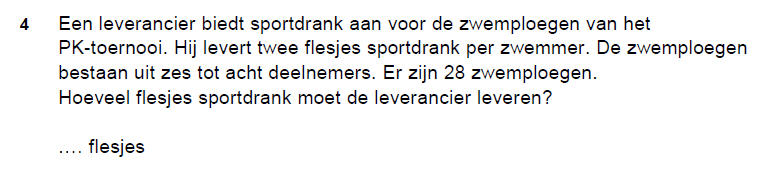 4 Een leverancier biedt sportdrank aan voor de zwemploegen van het
PK-toernooi. Hij levert twee flesjes sportdrank per zwemmer. De zwemploegen
bestaan uit zes tot acht deelnemers. Er zijn 28 zwemploegen.
Hoeveel flesjes sportdrank moet de leverancier leveren?
.... flesjes